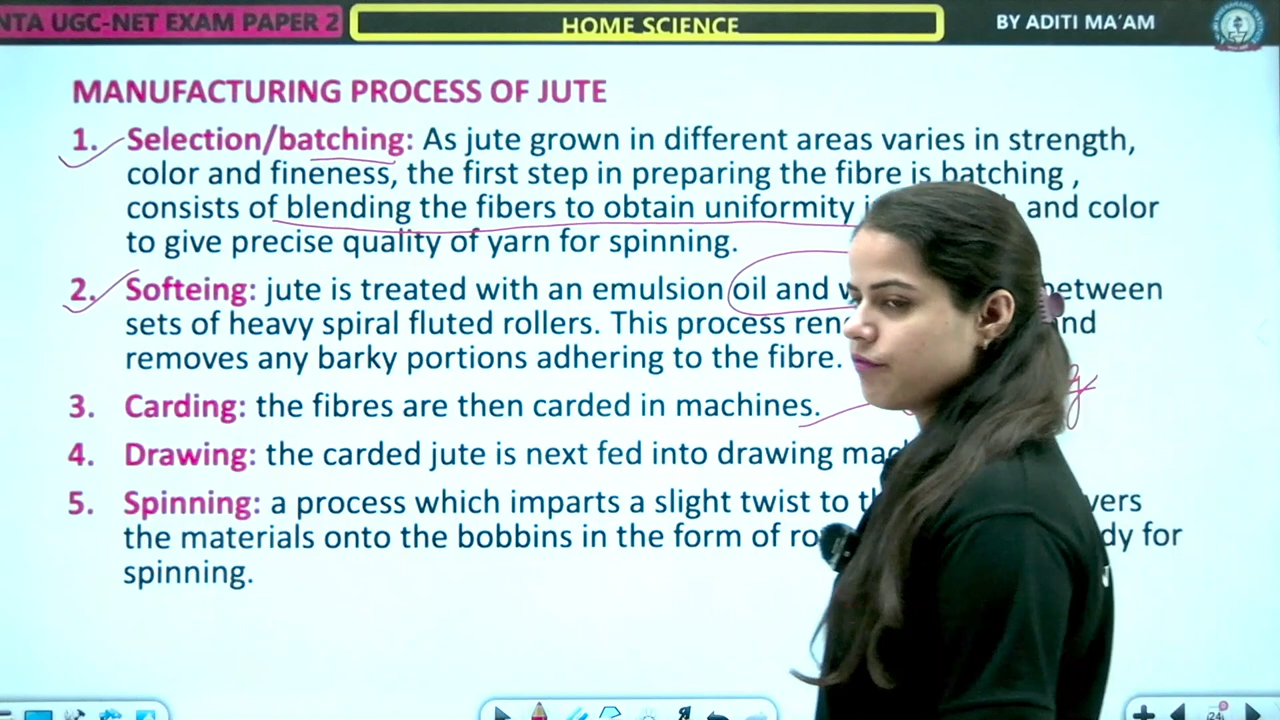 NTA UGC-NET EXAM PAPER 2
HOME SCIENCE
BY ADITI MA'AM
MANUFACTURING PROCESS OF JUTE
1. Selection/batching: As jute grown in different areas varies in strength,
color and fineness, the first step in preparing the fibre is batching ,
consists of blending the fibers to obtain uniformity and color
to give precise quality of yarn for spinning.
2. Softeing: jute is treated with an emulsion oil and between
sets of heavy spiral fluted rollers. This process
removes any barky portions adhering to the fibre.
3. Carding: the fibres are then carded in machines.
4. Drawing: the carded jute is next fed into drawing
5. Spinning: a process which imparts a slight twist to
the materials onto the bobbins in the form of for
spinning.
24